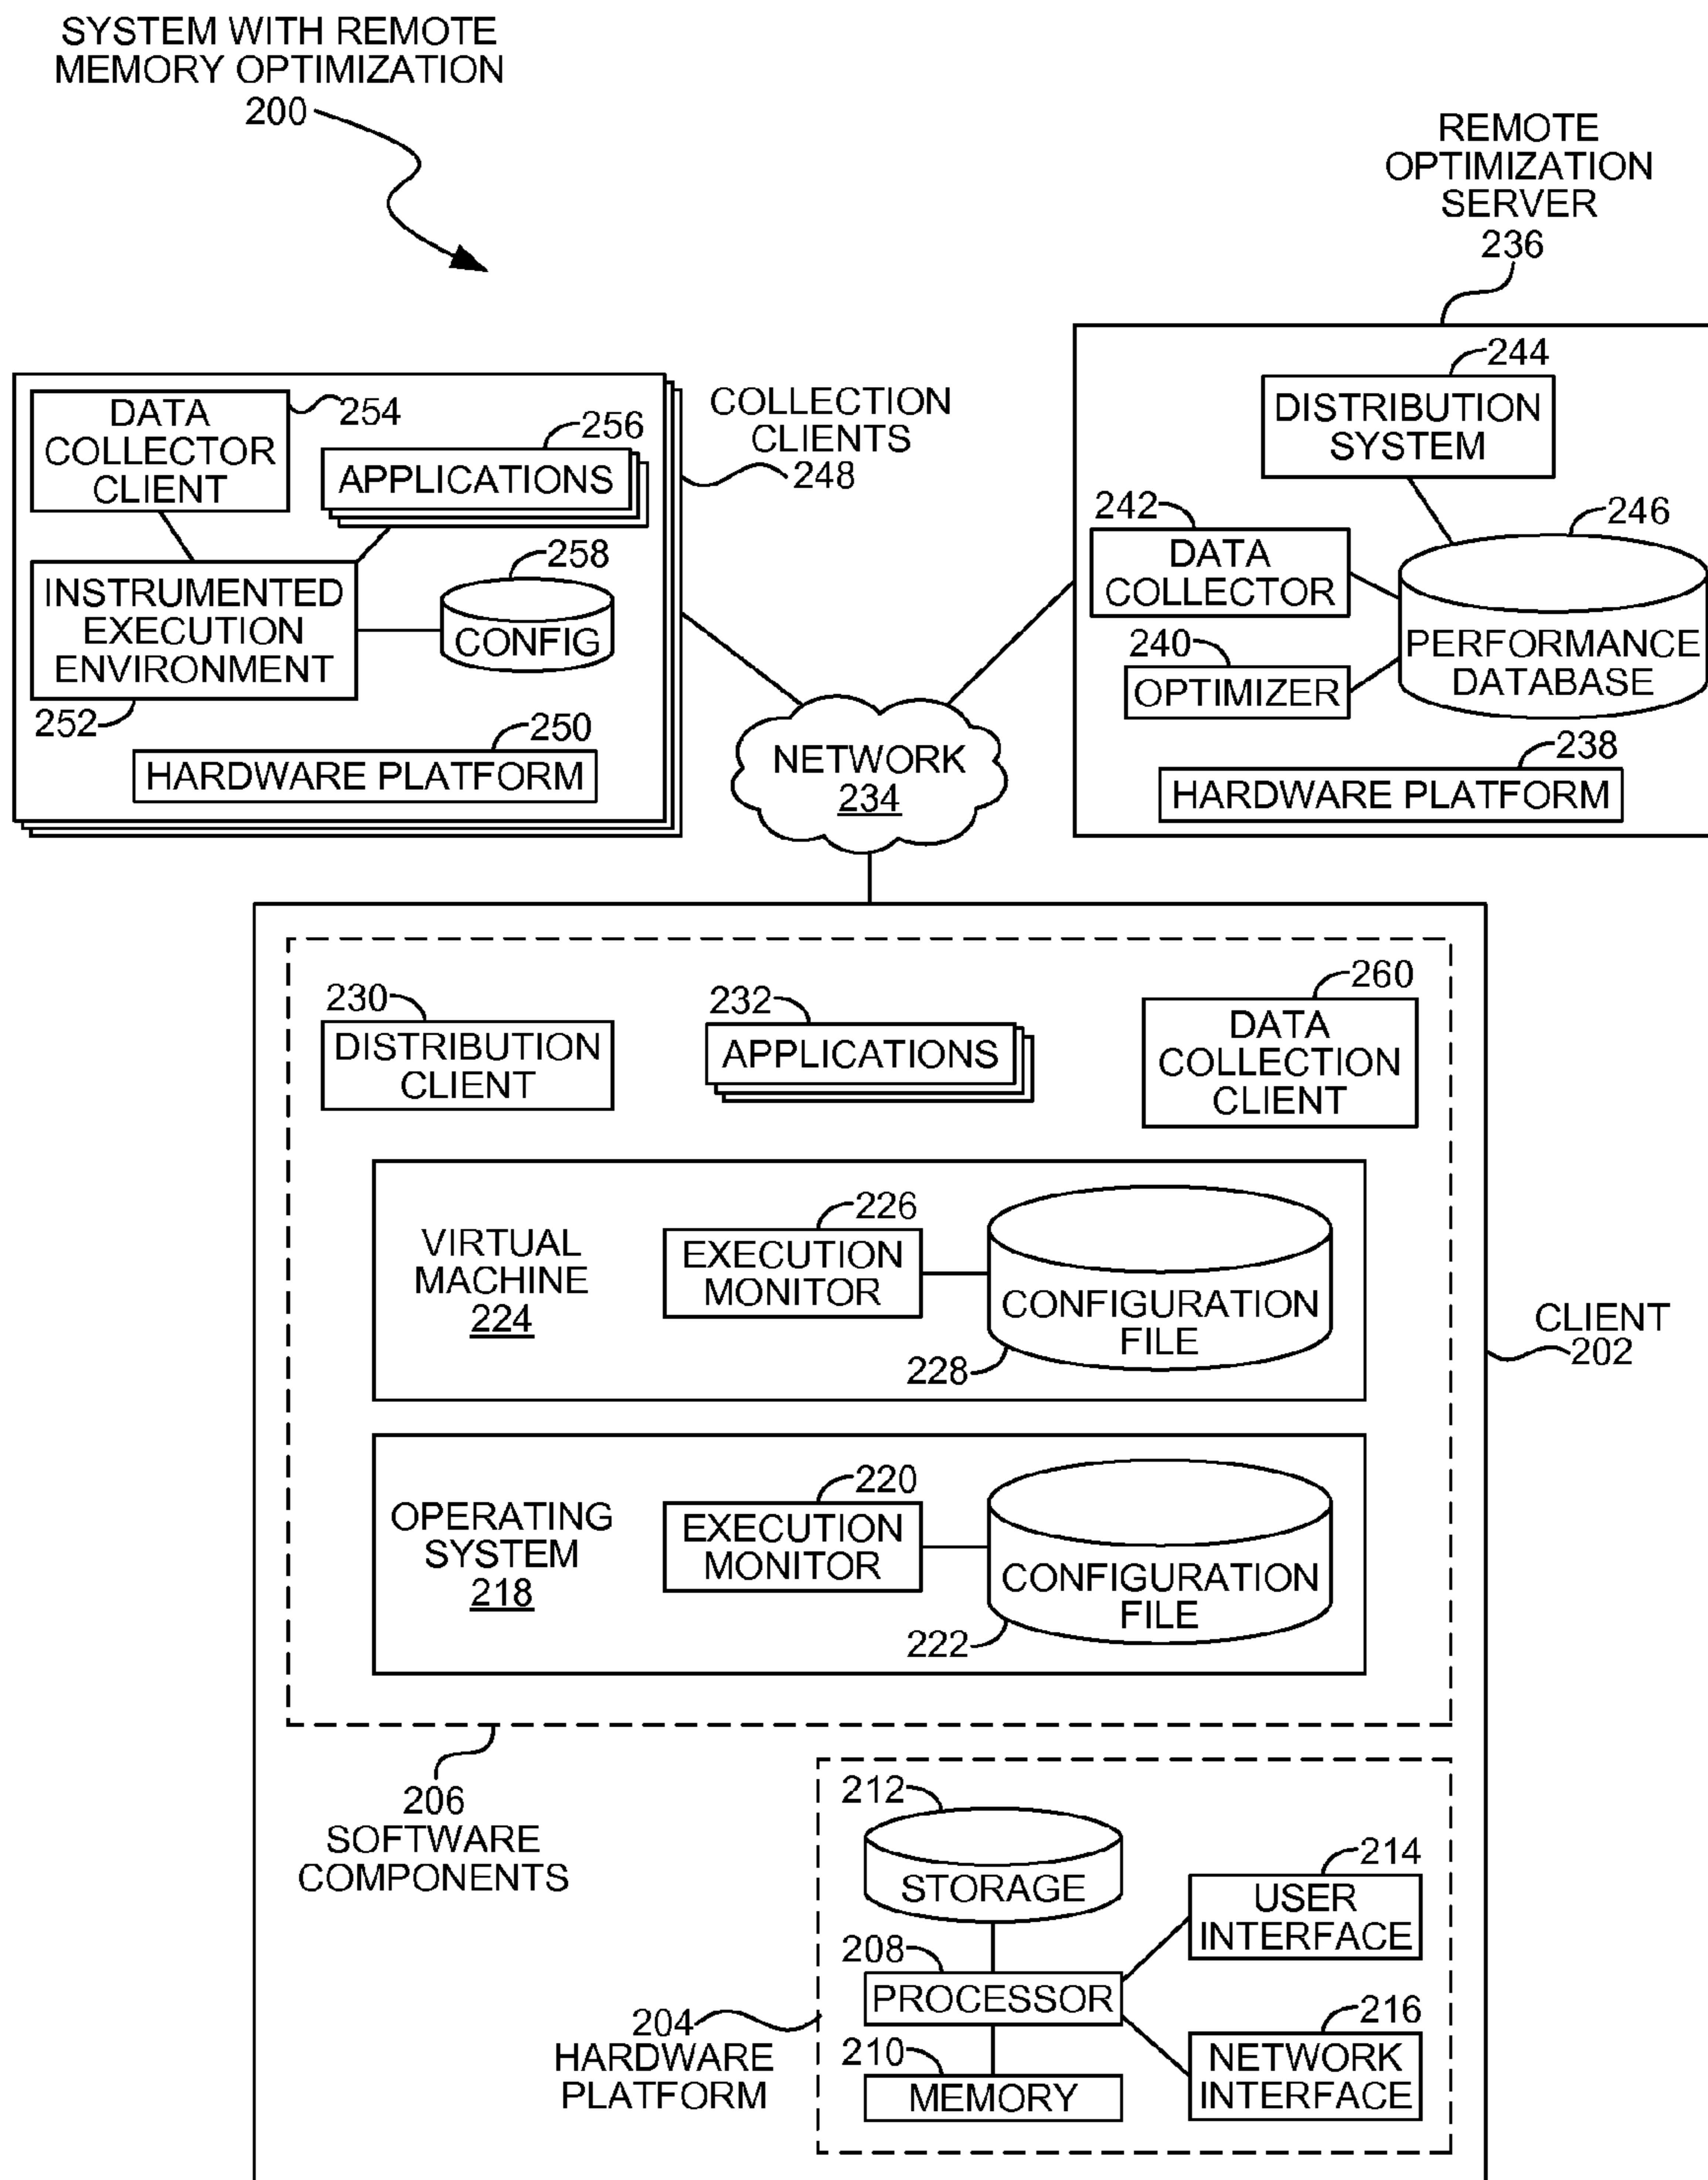 SYSTEM WITH REMOTE
MEMORY OPTIMIZATION
200
REMOTE
OPTIMIZATION
SERVER
236
DATA
COLLECTOR
CLIENT
254
256
APPLICATIONS
INSTRUMENTED
EXECUTION
ENVIRONMENT
252
258
CONFIG
250
HARDWARE PLATFORM
COLLECTION
CLIENTS
248
244
DISTRIBUTION
SYSTEM
242
DATA
COLLECTOR
246
PERFORMANCE
DATABASE
240
OPTIMIZER
238
HARDWARE PLATFORM
NETWORK
234
230
DISTRIBUTION
CLIENT
232
APPLICATIONS
260
DATA
COLLECTION
CLIENT
VIRTUAL
MACHINE
224
226
EXECUTION
MONITOR
CONFIGURATION
FILE
228
CLIENT
202
OPERATING
SYSTEM
218
220
EXECUTION
MONITOR
CONFIGURATION
FILE
222
206
SOFTWARE
COMPONENTS
212
STORAGE
214
USER
INTERFACE
208
PROCESSOR
204
HARDWARE
PLATFORM
210
MEMORY
216
NETWORK
INTERFACE